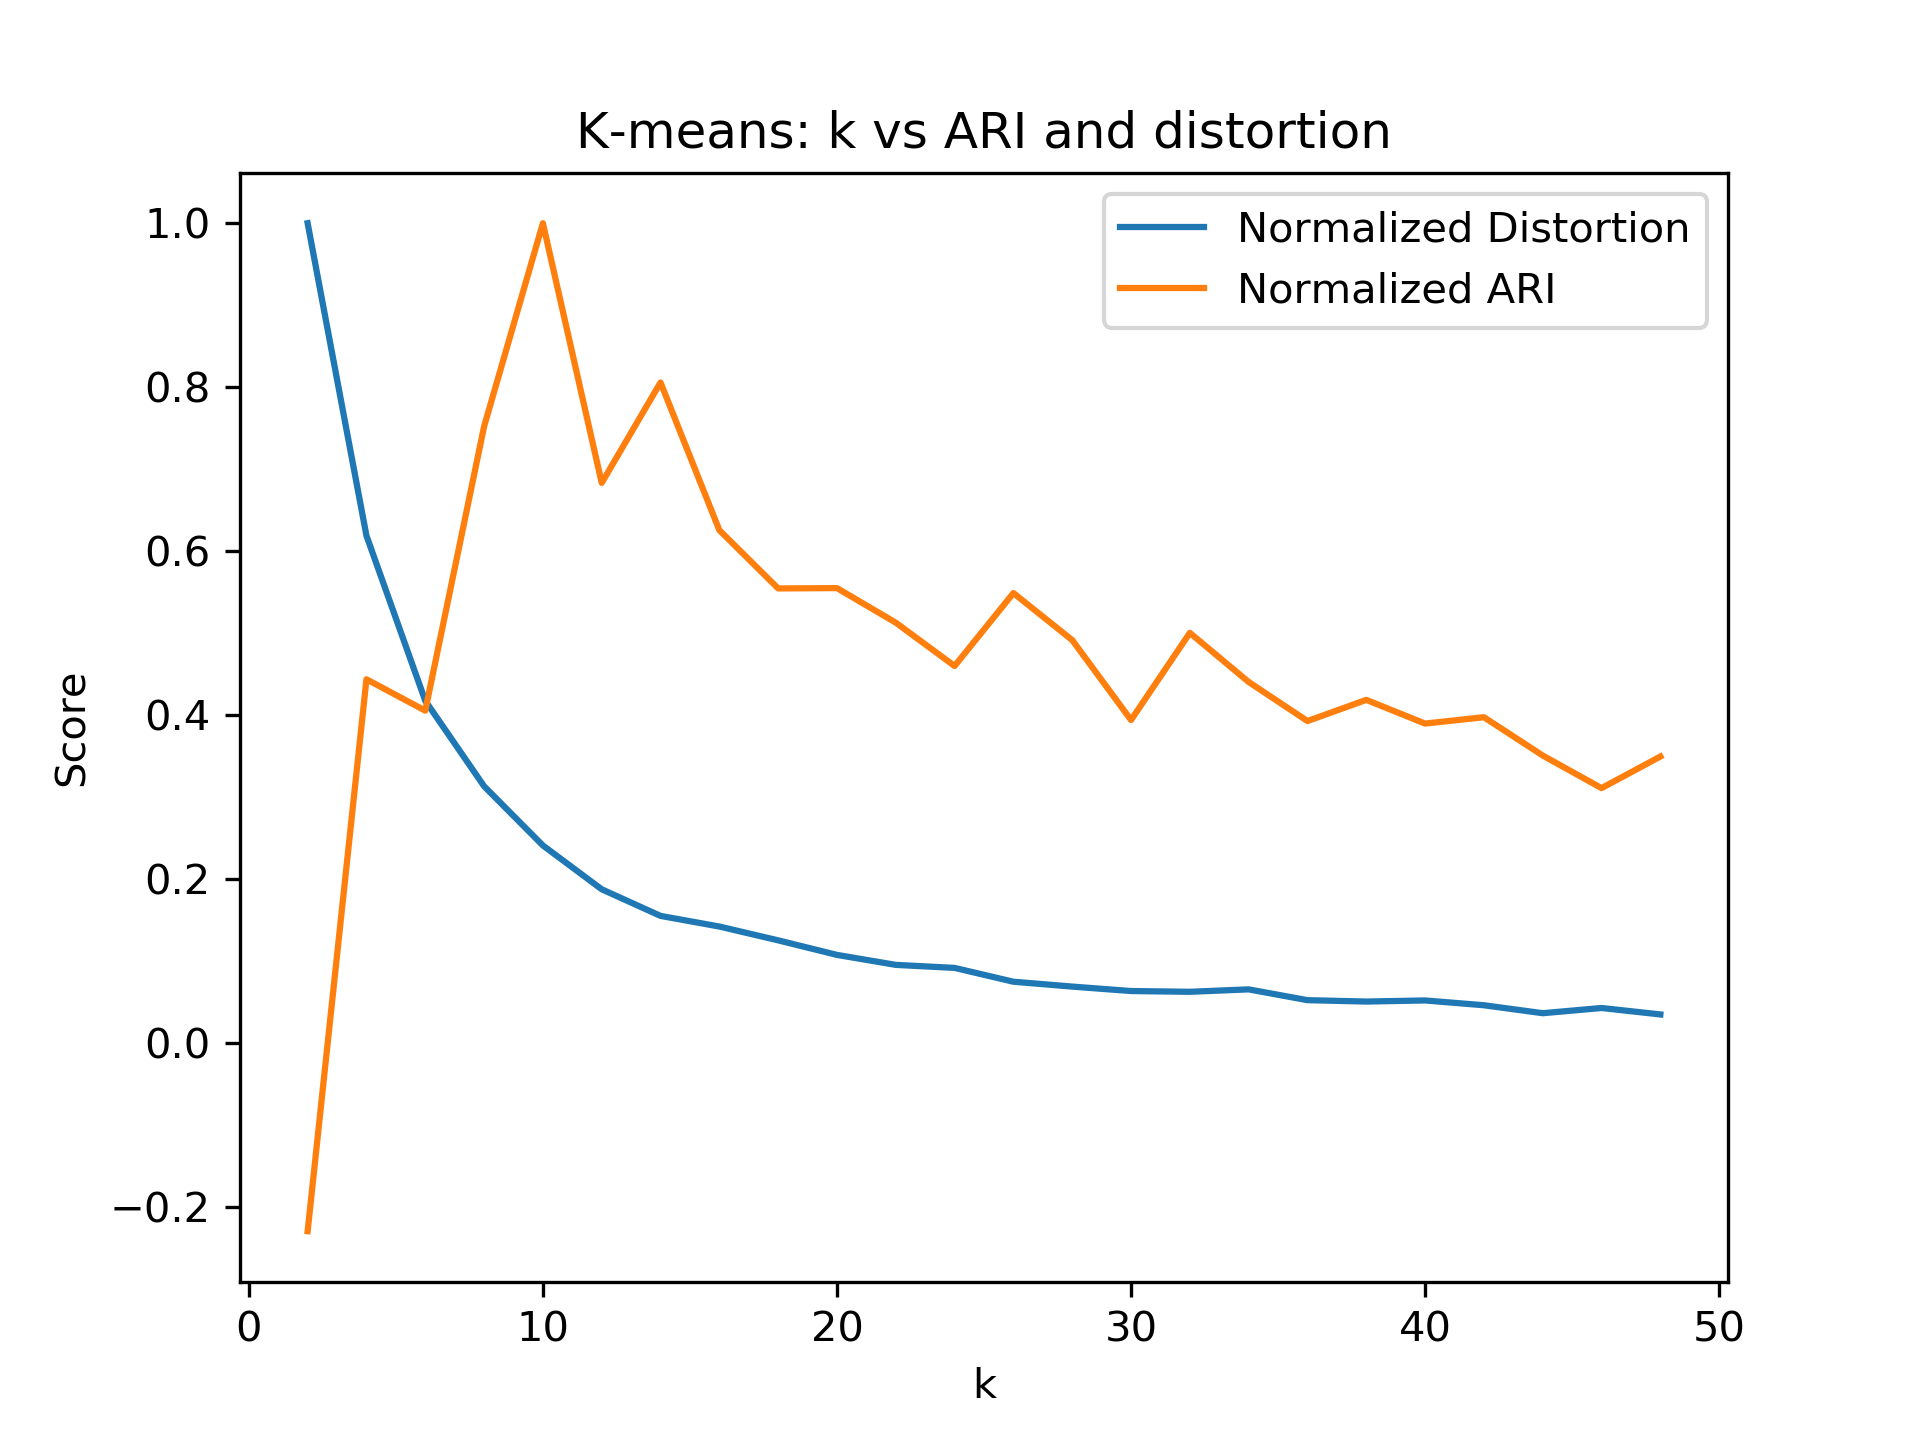 K-means: k vs ARI and distortion
Normalized Distortion
Normalized ARI
1.0
0.8
0.6
0.4
0.2
0.0
−0.2
Score
0 10 20 30 40 50
k